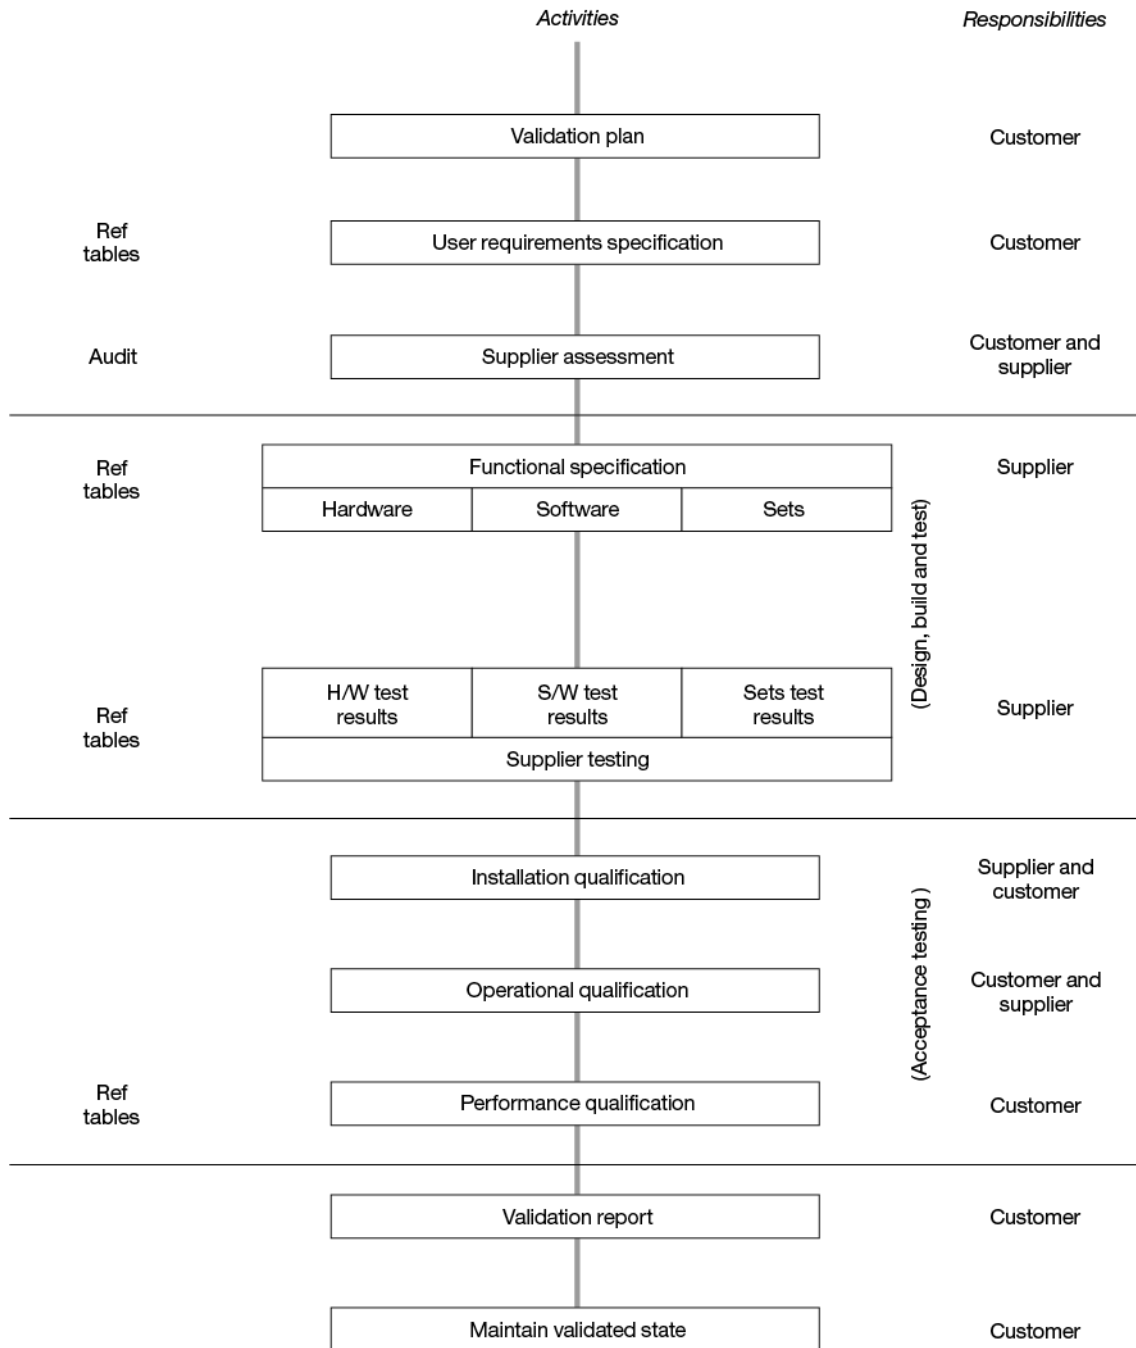 Activities
Responsibilities
Validation plan
Customer
Ref
tables
User requirements specification
Customer
Audit
Supplier assessment
Customer and
supplier
Ref
tables
Functional specification
Supplier
Hardware
Software
Sets
(Design, build and test)
Ref
tables
H/W test
results
S/W test
results
Sets test
results
Supplier
Supplier testing
Installation qualification
Supplier and
customer
(Acceptance testing )
Operational qualification
Customer and
supplier
Ref
tables
Performance qualification
Customer
Validation report
Customer
Maintain validated state
Customer